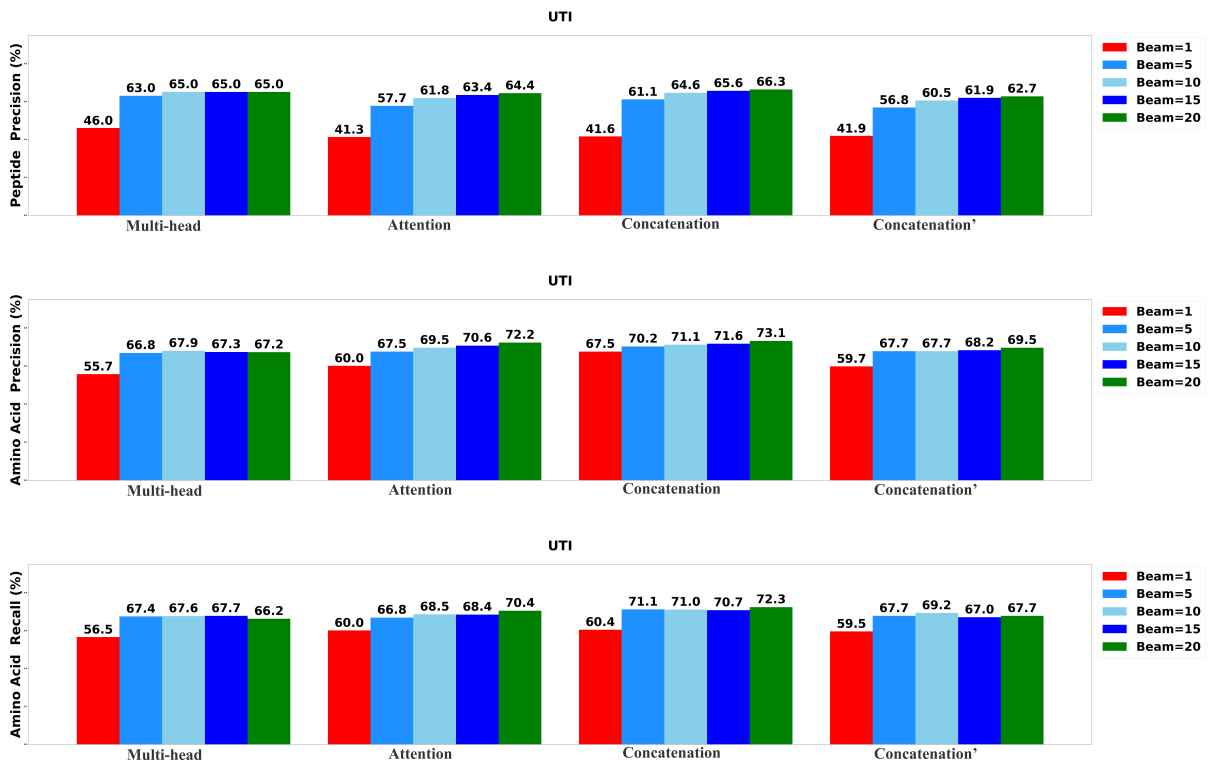 UTI
Peptide Precision (%)
46.0 63.0 65.0 65.0 65.0 41.3 57.7 61.8 63.4 64.4 41.6 61.1 64.6 65.6 66.3 41.9 56.8 60.5 61.9 62.7
Multi-head Attention Concatenation Concatenation’
Beam=1
Beam=5
Beam=10
Beam=15
Beam=20
UTI
Amino Acid Precision (%)
55.7 66.8 67.9 67.3 67.2 60.0 67.5 69.5 70.6 72.2 67.5 70.2 71.1 71.6 73.1 59.7 67.7 67.7 68.2 69.5
Multi-head Attention Concatenation Concatenation’
Beam=1
Beam=5
Beam=10
Beam=15
Beam=20
UTI
Amino Acid Recall (%)
56.5 67.4 67.6 67.7 66.2 60.0 66.8 68.5 68.4 70.4 60.4 71.1 71.0 70.7 72.3 59.5 67.7 69.2 67.0 67.7
Multi-head Attention Concatenation Concatenation’
Beam=1
Beam=5
Beam=10
Beam=15
Beam=20